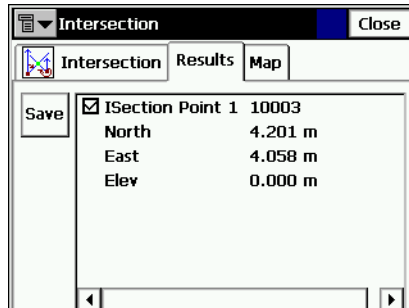 Intersection Close
Intersection Results Map
Save
ISection Point 1 10003
North 4.201 m
East 4.058 m
Elev 0.000 m